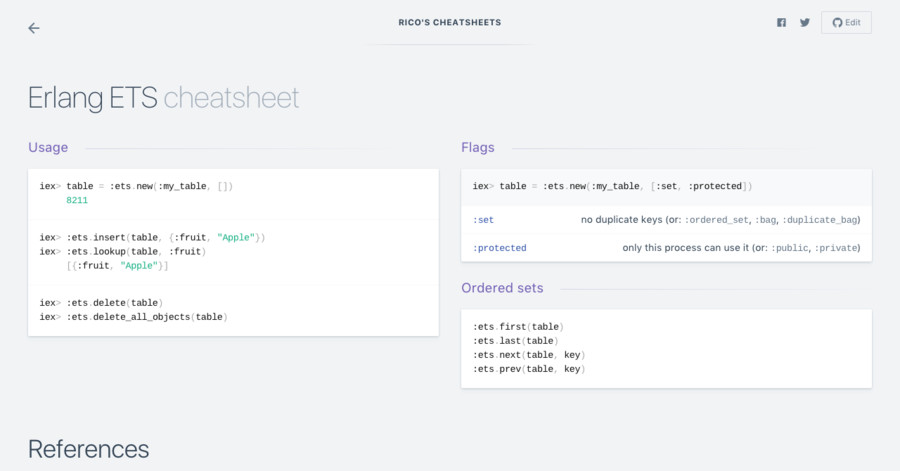 RICO'S CHEATSHEETS
Edit
Erlang ETS cheatsheet
Usage
iex> table = :ets.new(:my_table, [])
8211
iex> :ets.insert(table, {:fruit, "Apple"})
iex> :ets.lookup(table, :fruit)
[{:fruit, "Apple"}]
iex> :ets.delete(table)
iex> :ets.delete_all_objects(table)
Flags
iex> table = :ets.new(:my_table, [:set, :protected])
:set no duplicate keys (or: :ordered_set, :bag, :duplicate_bag)
:protected only this process can use it (or: :public, :private)
Ordered sets
:ets.first(table)
:ets.last(table)
:ets.next(table, key)
:ets.prev(table, key)
References